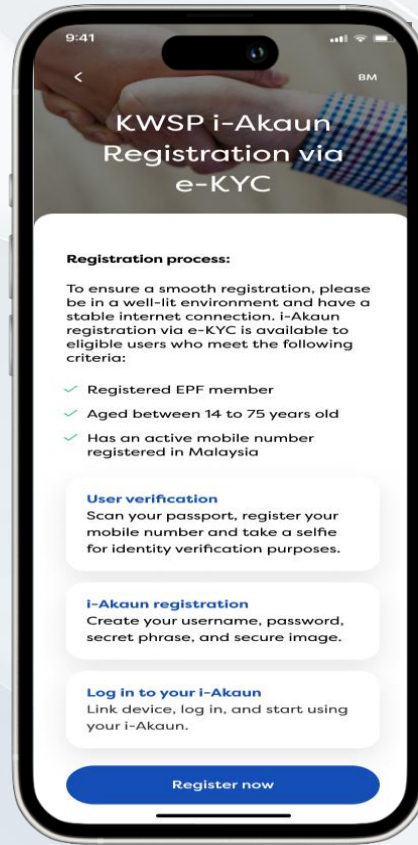 9:41
BM
KWSP i-Akaun
Registration via
e-KYC
Registration process:
To ensure a smooth registration, please
be in a well-lit environment and have a
stable internet connection. i-Akaun
registration via e-KYC is available to
eligible users who meet the following
criteria:
Registered EPF member
Aged between 14 to 75 years old
Has an active mobile number
registered in Malaysia
User verification
Scan your passport, register your
mobile number and take a selfie
for identity verification purposes.
i-Akaun registration
Create your username, password,
secret phrase, and secure image.
Log in to your i-Akaun
Link device, log in, and start using
your i-Akaun.
Register now